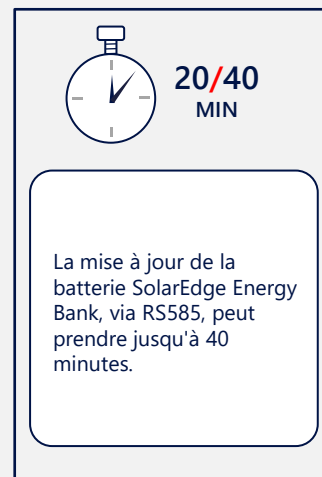 20/40
MIN
La mise à jour de la
batterie SolarEdge Energy
Bank, via RS585, peut
prendre jusqu'à 40
minutes.